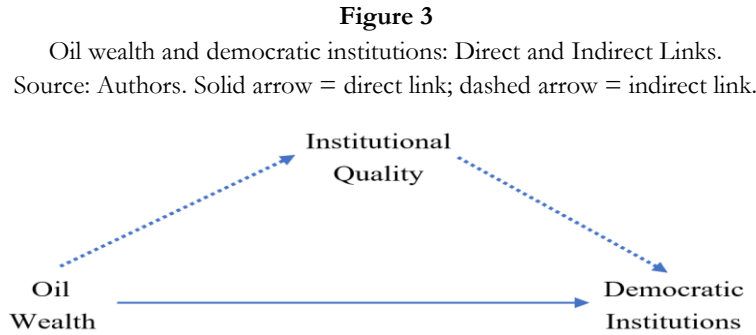 Figure 3
Oil wealth and democratic institutions: Direct and Indirect Links.
Source: Authors. Solid arrow = direct link; dashed arrow = indirect link.
Institutional
Quality
Oil
Wealth
Democratic
Institutions